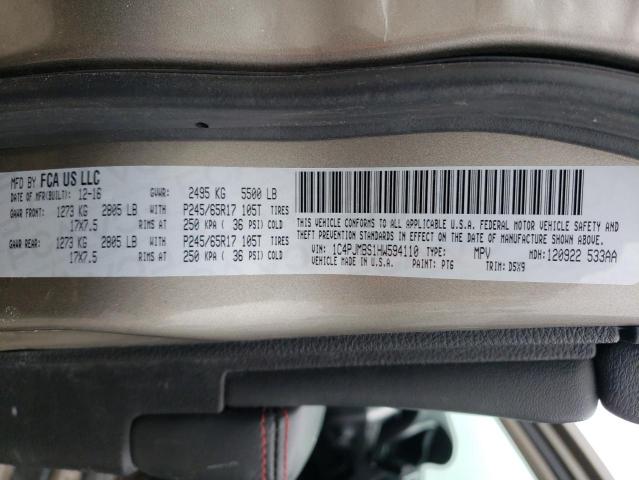 MFD BY FCA US LLC
DATE OF MFR(BUILT): 12-16 GVWR: 2495 KG 5500 LB
GAWR FRONT: 1273 KG 2805 LB WITH P245/65R17 105T TIRES
17X7.5 RIMS AT 250 KPA ( 36 PSI) COLD
GAWR REAR: 1273 KG 2805 LB WITH P245/65R17 105T TIRES
17X7.5 RIMS AT 250 KPA ( 36 PSI) COLD
THIS VEHICLE CONFORMS TO ALL APPLICABLE U.S.A. FEDERAL MOTOR VEHICLE SAFETY AND THEFT
PREVENTION STANDARDS IN EFFECT ON THE DATE OF MANUFACTURE SHOWN ABOVE.
VIN: 1C4PJMBS1HW594110 TYPE: MPV MDH: 120922 533AA
VEHICLE MADE IN U.S.A. PAINT: PTG TRIM: D5X9